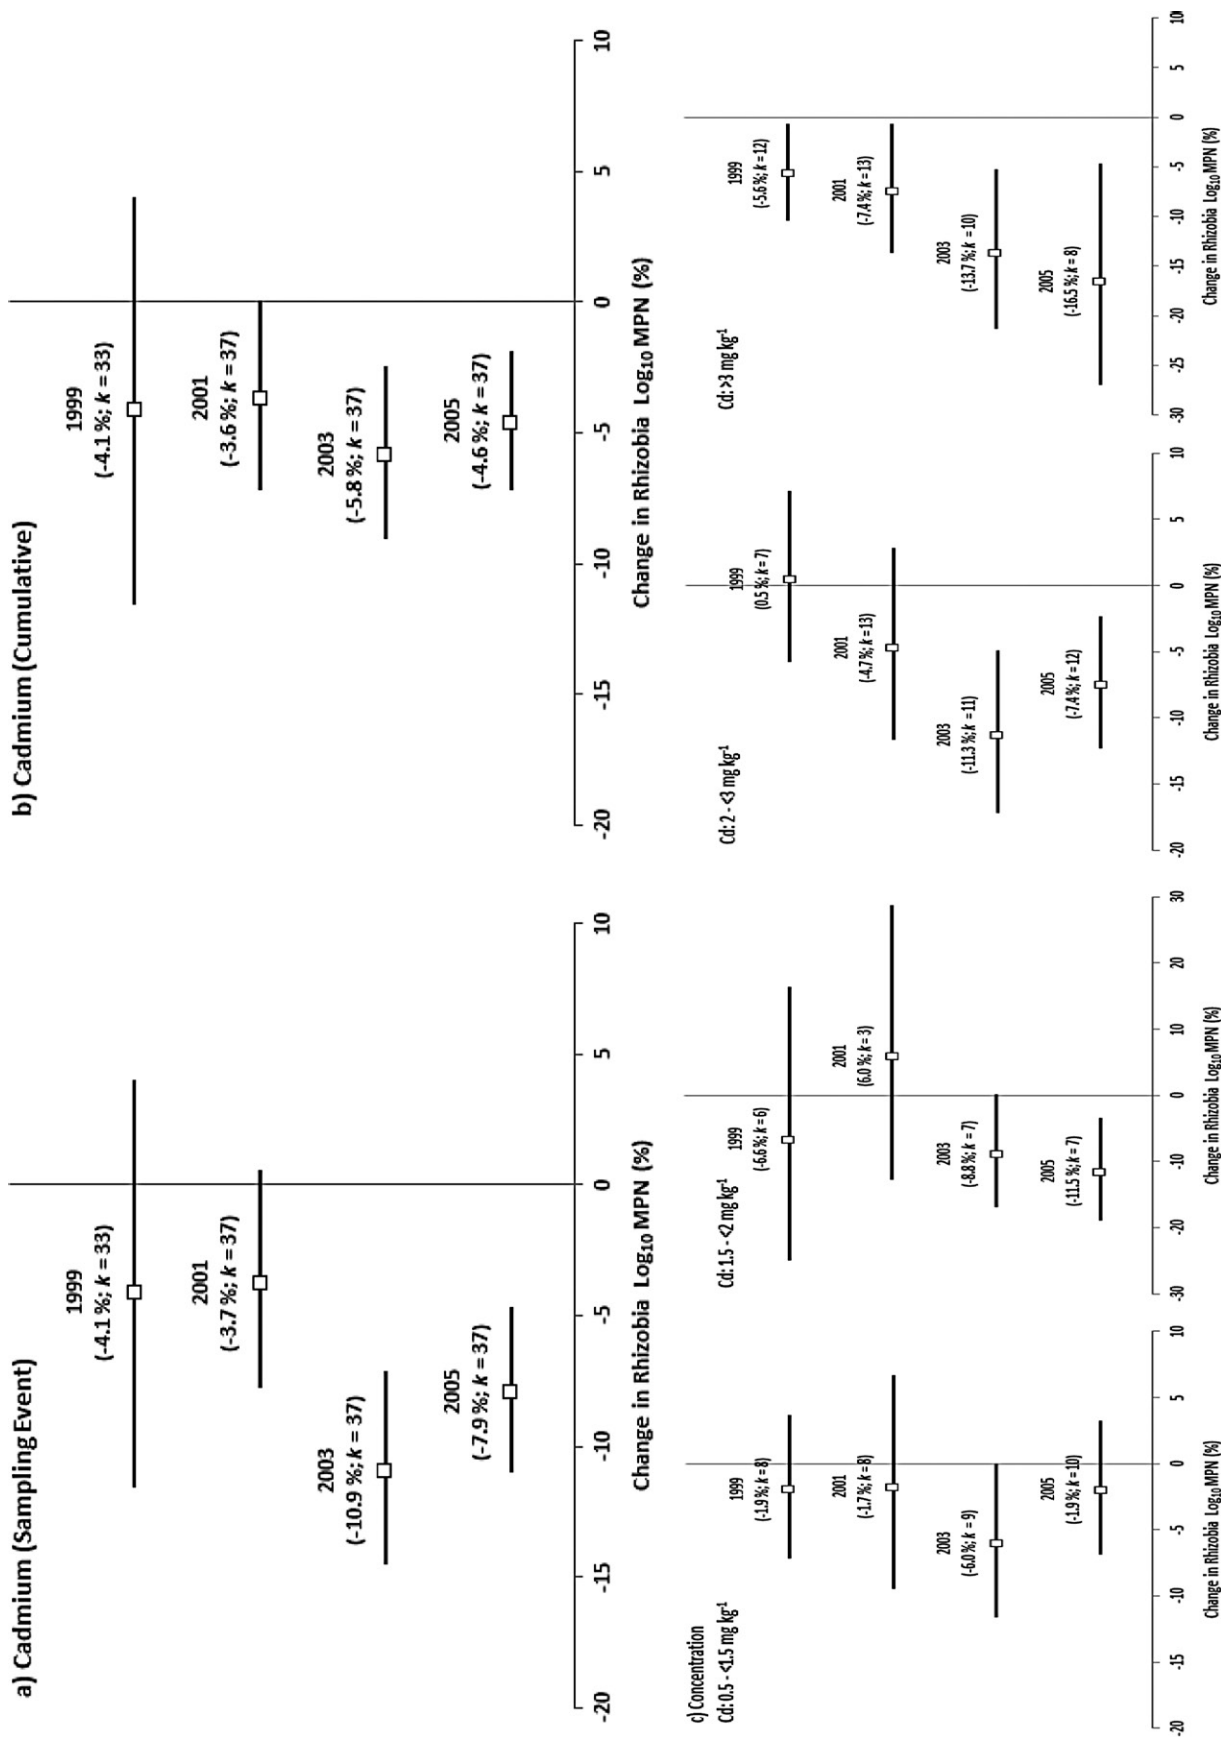 a) Cadmium (Sampling Event)
1999
(-4.1 %; k = 33)
2001
(-3.7 %; k = 37)
2003
(-10.9 %; k = 37)
2005
(-7.9 %; k = 37)
-20 -15 -10 -5 0 5 10
Change in Rhizobia Log10 MPN (%)
b) Cadmium (Cumulative)
1999
(-4.1 %; k = 33)
2001
(-3.6 %; k = 37)
2003
(-5.8 %; k = 37)
2005
(-4.6 %; k = 37)
-20 -15 -10 -5 0 5 10
Change in Rhizobia Log10 MPN (%)
c) Concentration
Cd: 0.5 - <1.5 mg kg-1
1999
(-1.9 %; k = 8)
2001
(-1.7 %; k = 8)
2003
(-6.0 %; k = 9)
2005
(-1.9 %; k = 10)
-20 -15 -10 -5 0 5 10
Change in Rhizobia Log10 MPN (%)
Cd: 1.5 - <2 mg kg-1
1999
(-6.6 %; k = 6)
2001
(6.0 %; k = 3)
2003
(-8.8 %; k = 7)
2005
(-11.5 %; k = 7)
-30 -20 -10 0 10 20 30
Change in Rhizobia Log10 MPN (%)
Cd: 2 - <3 mg kg-1
1999
(0.5 %; k = 7)
2001
(-4.7 %; k = 13)
2003
(-11.3 %; k = 11)
2005
(-7.4 %; k = 12)
-20 -15 -10 -5 0 5 10
Change in Rhizobia Log10 MPN (%)
Cd: >3 mg kg-1
1999
(-5.6 %; k = 12)
2001
(-7.4 %; k = 13)
2003
(-13.7 %; k = 10)
2005
(-16.5 %; k = 8)
-30 -25 -20 -15 -10 -5 0 5 10
Change in Rhizobia Log10 MPN (%)